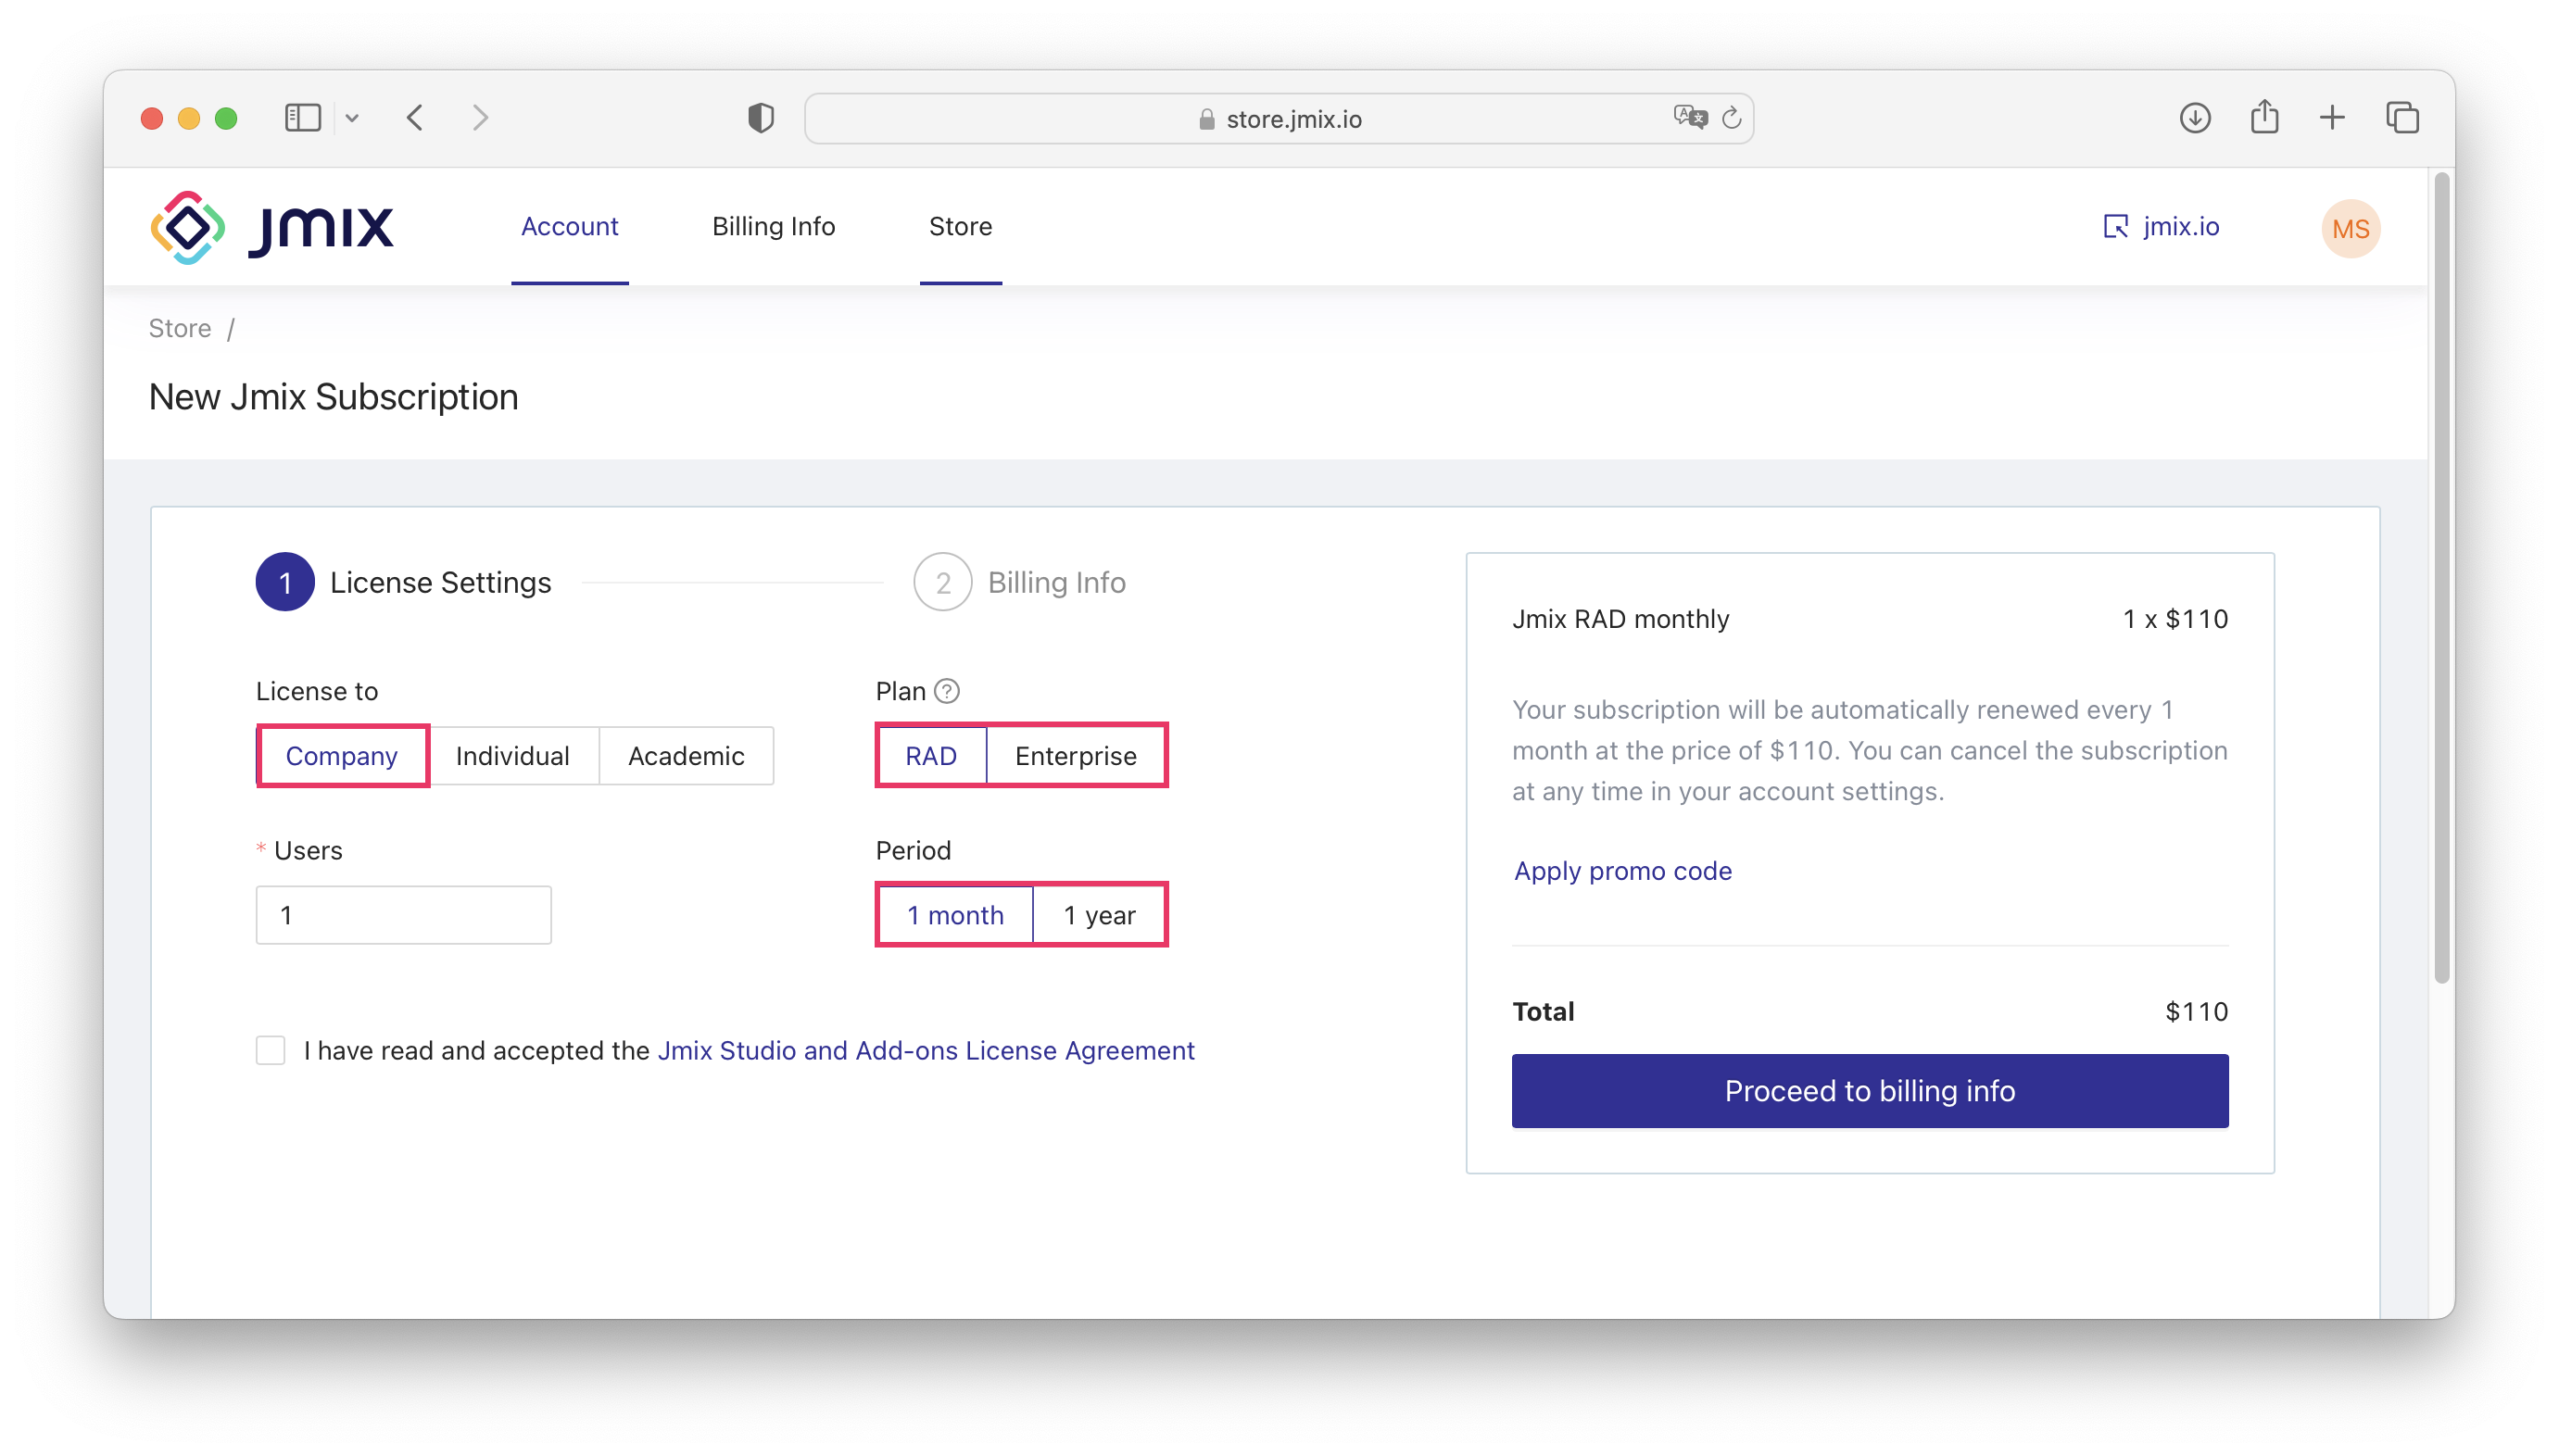 store.jmix.io
Jmix
Account
Billing Info
Store
jmix.io
MS
Store /
New Jmix Subscription
1 License Settings
2 Billing Info
License to
Company
Individual
Academic
Plan ?
RAD
Enterprise
* Users
1
Period
1 month
1 year
I have read and accepted the Jmix Studio and Add-ons License Agreement
Jmix RAD monthly
1 x $110
Your subscription will be automatically renewed every 1
month at the price of $110. You can cancel the subscription
at any time in your account settings.
Apply promo code
Total
$110
Proceed to billing info